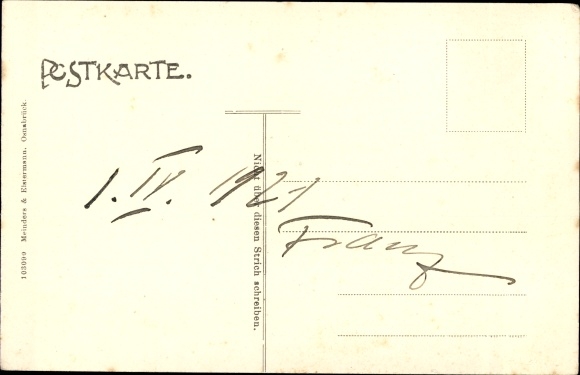 POSTKARTE.
103099 Meinders & Elstermann, Osnabrück.
Nicht über diesen Strich schreiben.
1. IV. 1921
Franz